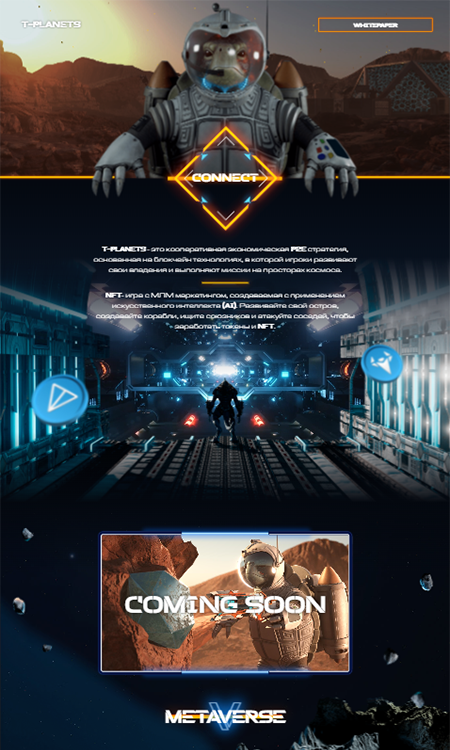 T-PLANET9
WHITEPAPER
CONNECT
T-PLANET9 - это кооперативная экономическая P2E стратегия,
основанная на блокчейн технологиях, в которой игроки развивают
свои владения и выполняют миссии на просторах космоса.
NFT- игра с МЛМ маркетингом, создаваемая с применением
искусственного интеллекта (AI). Развивайте свой остров,
создавайте корабли, ищите союзников и атакуйте соседей, чтобы
заработать токены и NFT.
COMING SOON
METAVERSE